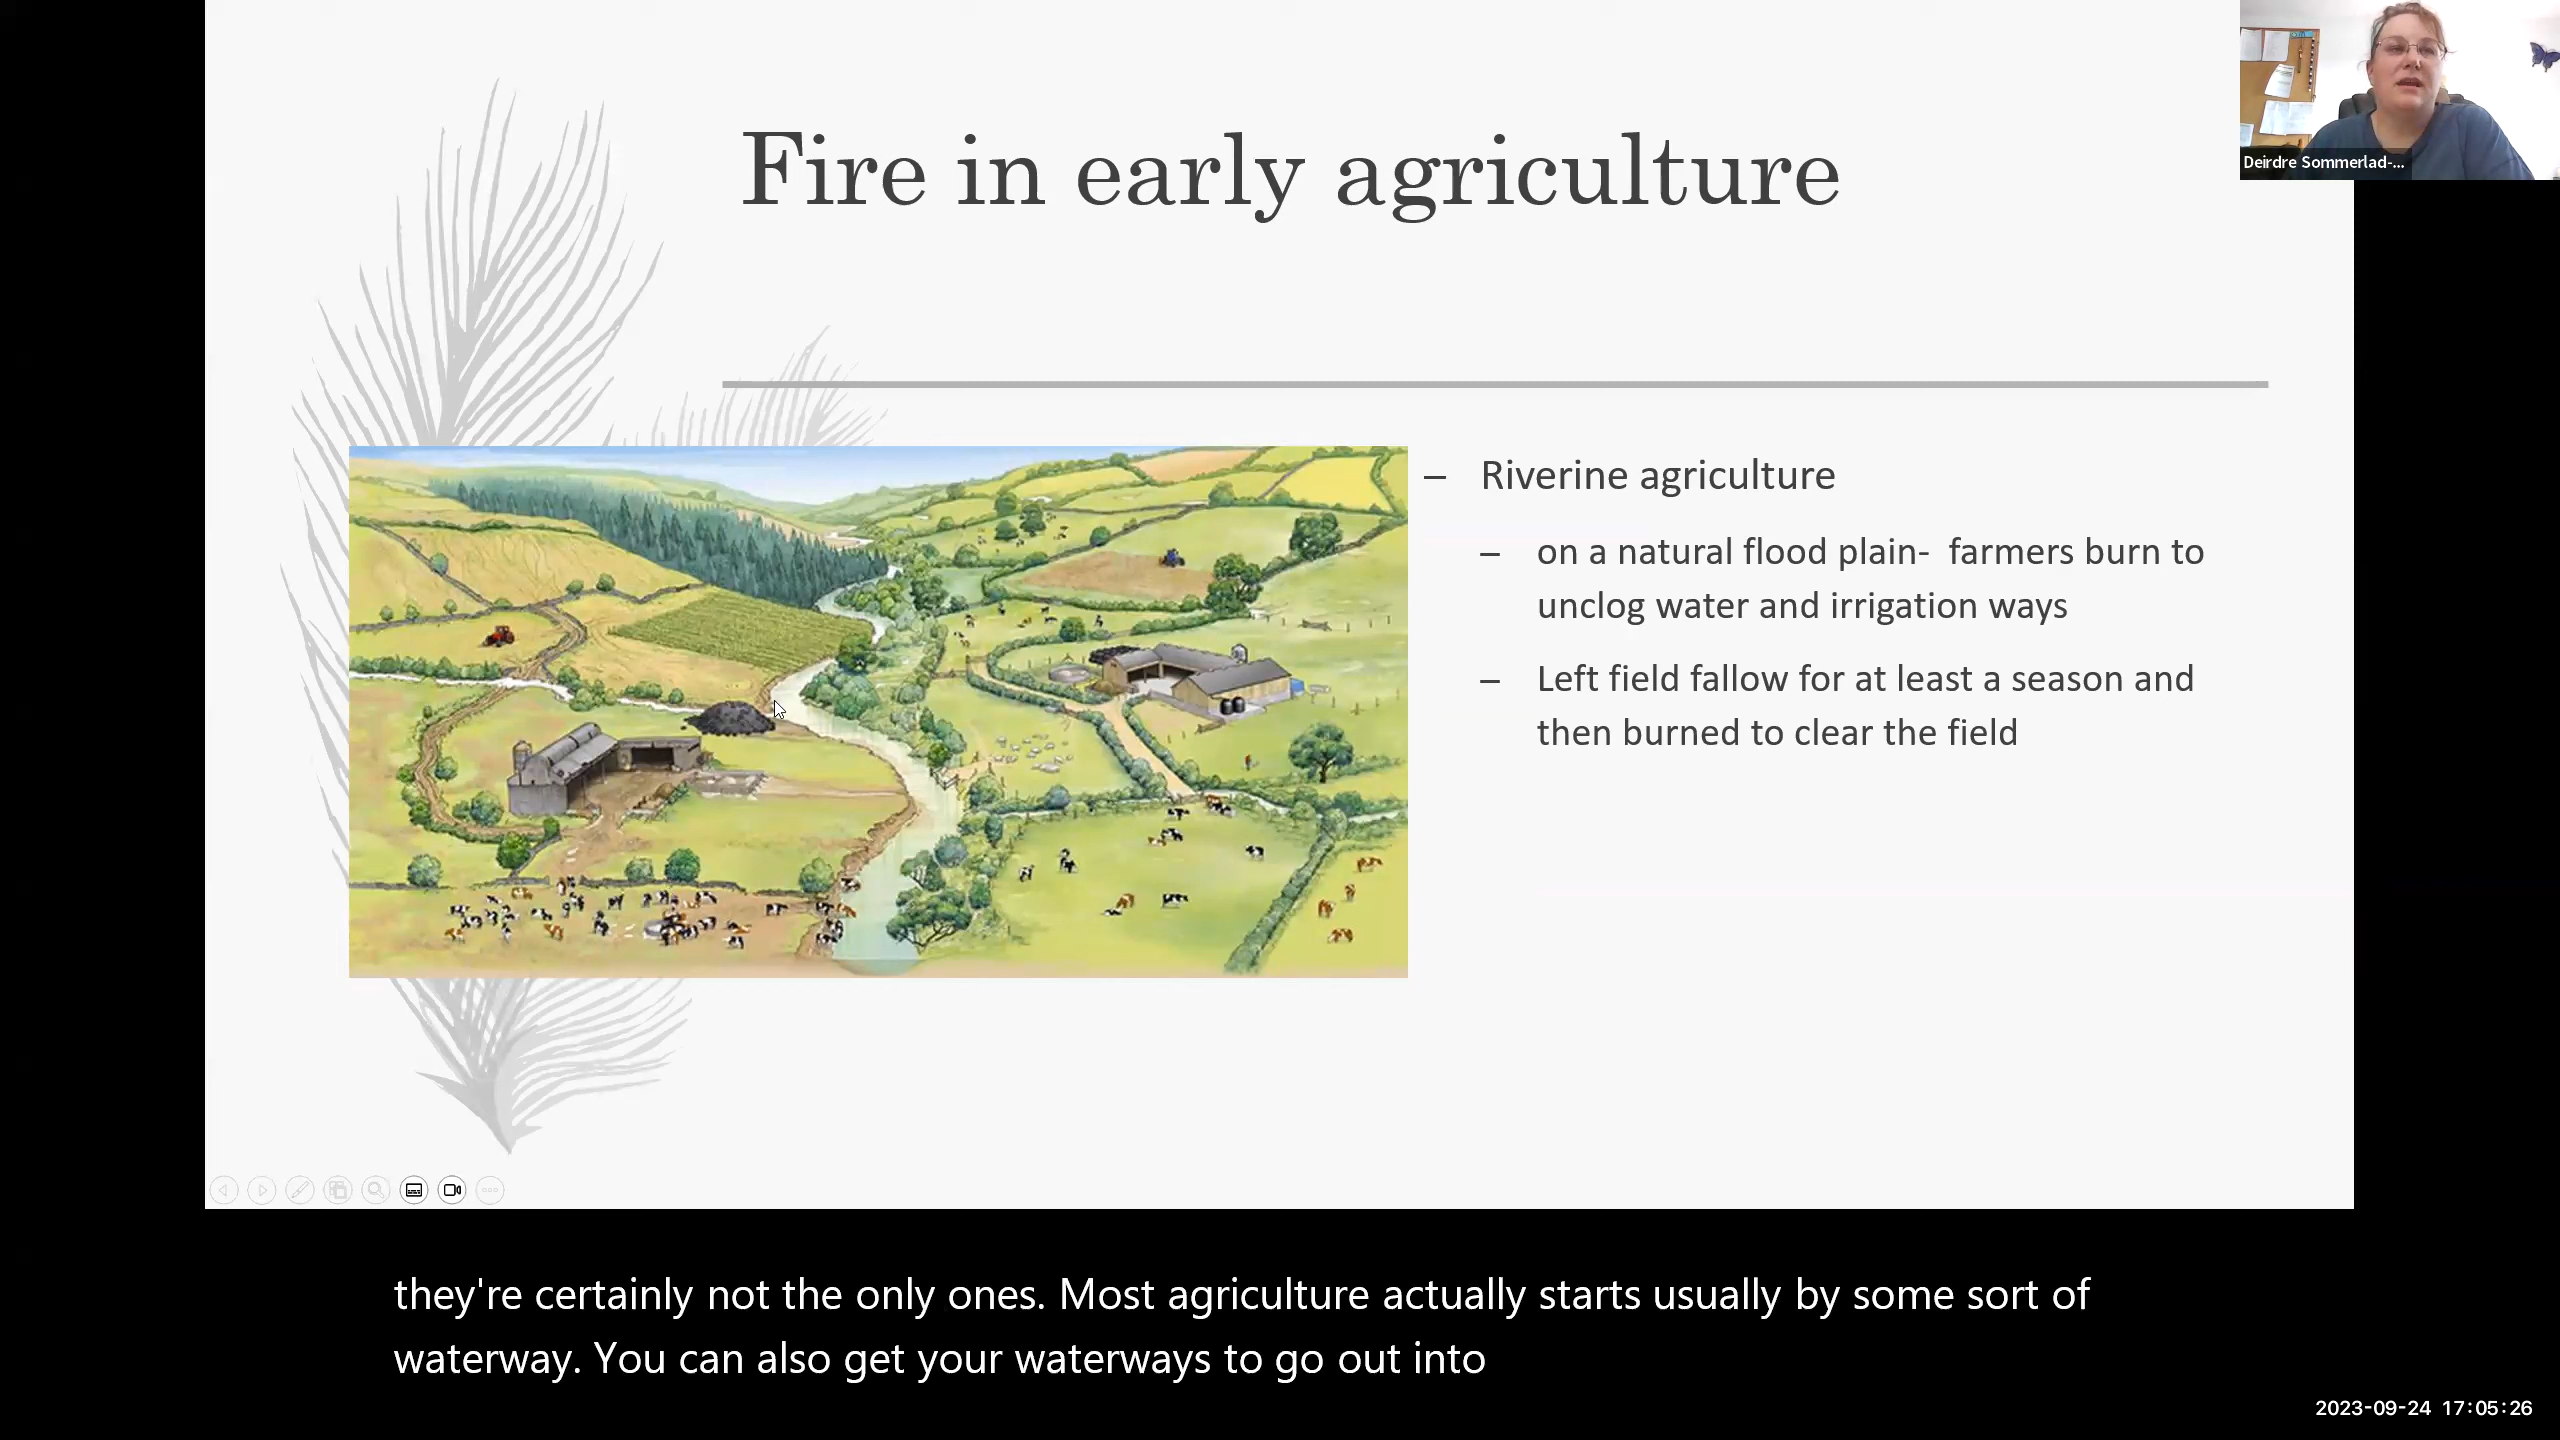 Deirdre Sommerlad-...
Fire in early agriculture
– Riverine agriculture
– on a natural flood plain-  farmers burn to
unclog water and irrigation ways
– Left field fallow for at least a season and
then burned to clear the field
they're certainly not the only ones. Most agriculture actually starts usually by some sort of
waterway. You can also get your waterways to go out into
2023-09-24 17:05:26